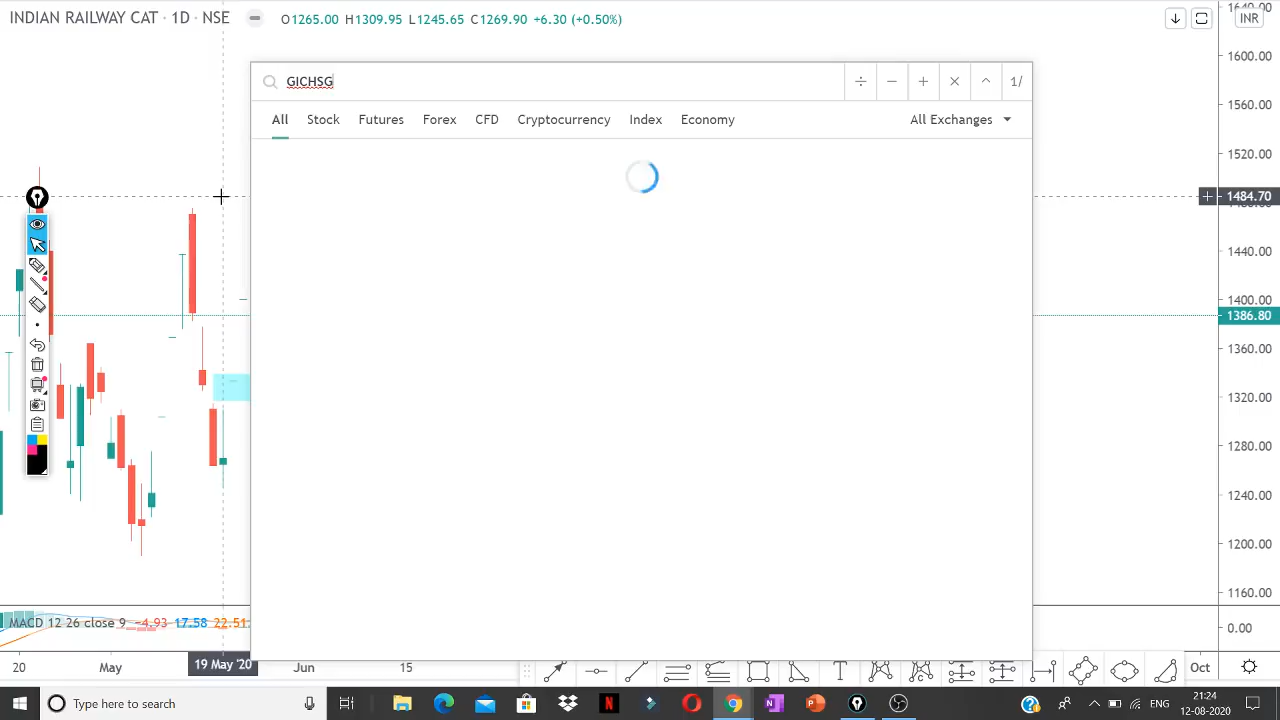 INDIAN RAILWAY CAT · 1D · NSE
O1265.00 H1309.95 L1245.65 C1269.90 +6.30 (+0.50%)
INR
1640.00
1600.00
1560.00
1520.00
1484.70
1440.00
1400.00
1386.80
1360.00
1320.00
1280.00
1240.00
1200.00
1160.00
0.00
GICHSG
1/
All Stock Futures Forex CFD Cryptocurrency Index Economy All Exchanges
MACD 12 26 close 9 −4.93 17.58 22.51
20 May 19 May '20 Jun 15 Oct
Type here to search
ENG
21:24
12-08-2020